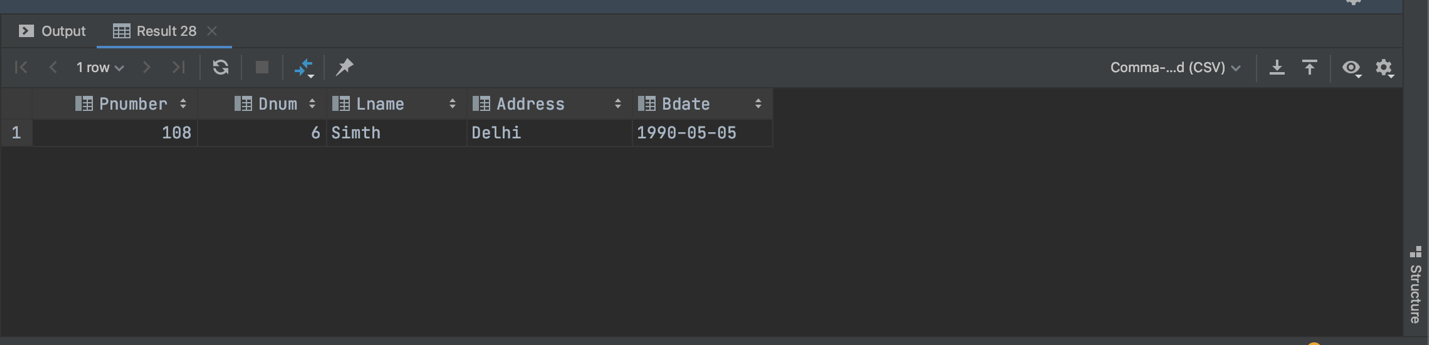 Output Result 28
1 row Comma-...d (CSV)
Pnumber Dnum Lname Address Bdate
1 108 6 Simth Delhi 1990-05-05
Structure